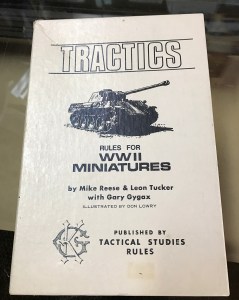 TRACTICS
RULES FOR
WWII
MINIATURES
by Mike Reese & Leon Tucker
with Gary Gygax
ILLUSTRATED BY DON LOWRY
PUBLISHED BY
TACTICAL STUDIES
RULES